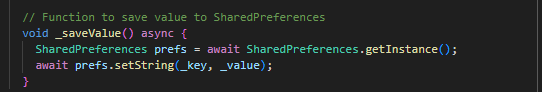 // Function to save value to SharedPreferences
void _saveValue() async {
  SharedPreferences prefs = await SharedPreferences.getInstance();
  await prefs.setString(_key, _value);
}